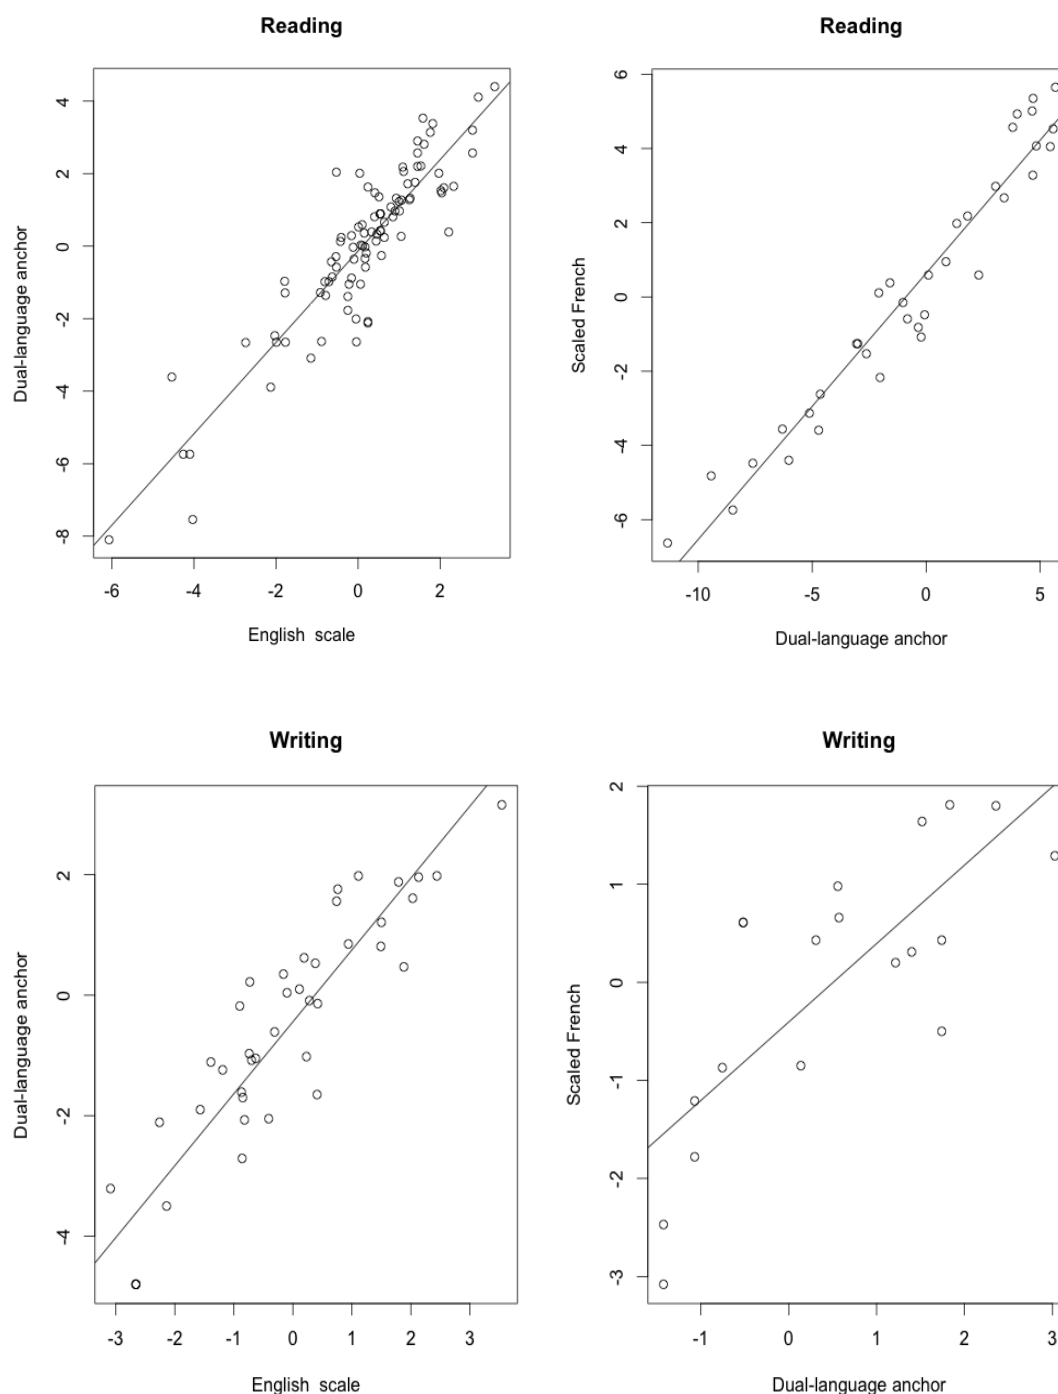 Reading
Dual-language anchor
4
2
0
-2
-4
-6
-8
-6 -4 -2 0 2
English scale
Reading
Scaled French
6
4
2
0
-2
-4
-6
-10 -5 0 5
Dual-language anchor
Writing
Dual-language anchor
2
0
-2
-4
-3 -2 -1 0 1 2 3
English scale
Writing
Scaled French
2
1
0
-1
-2
-3
-1 0 1 2 3
Dual-language anchor